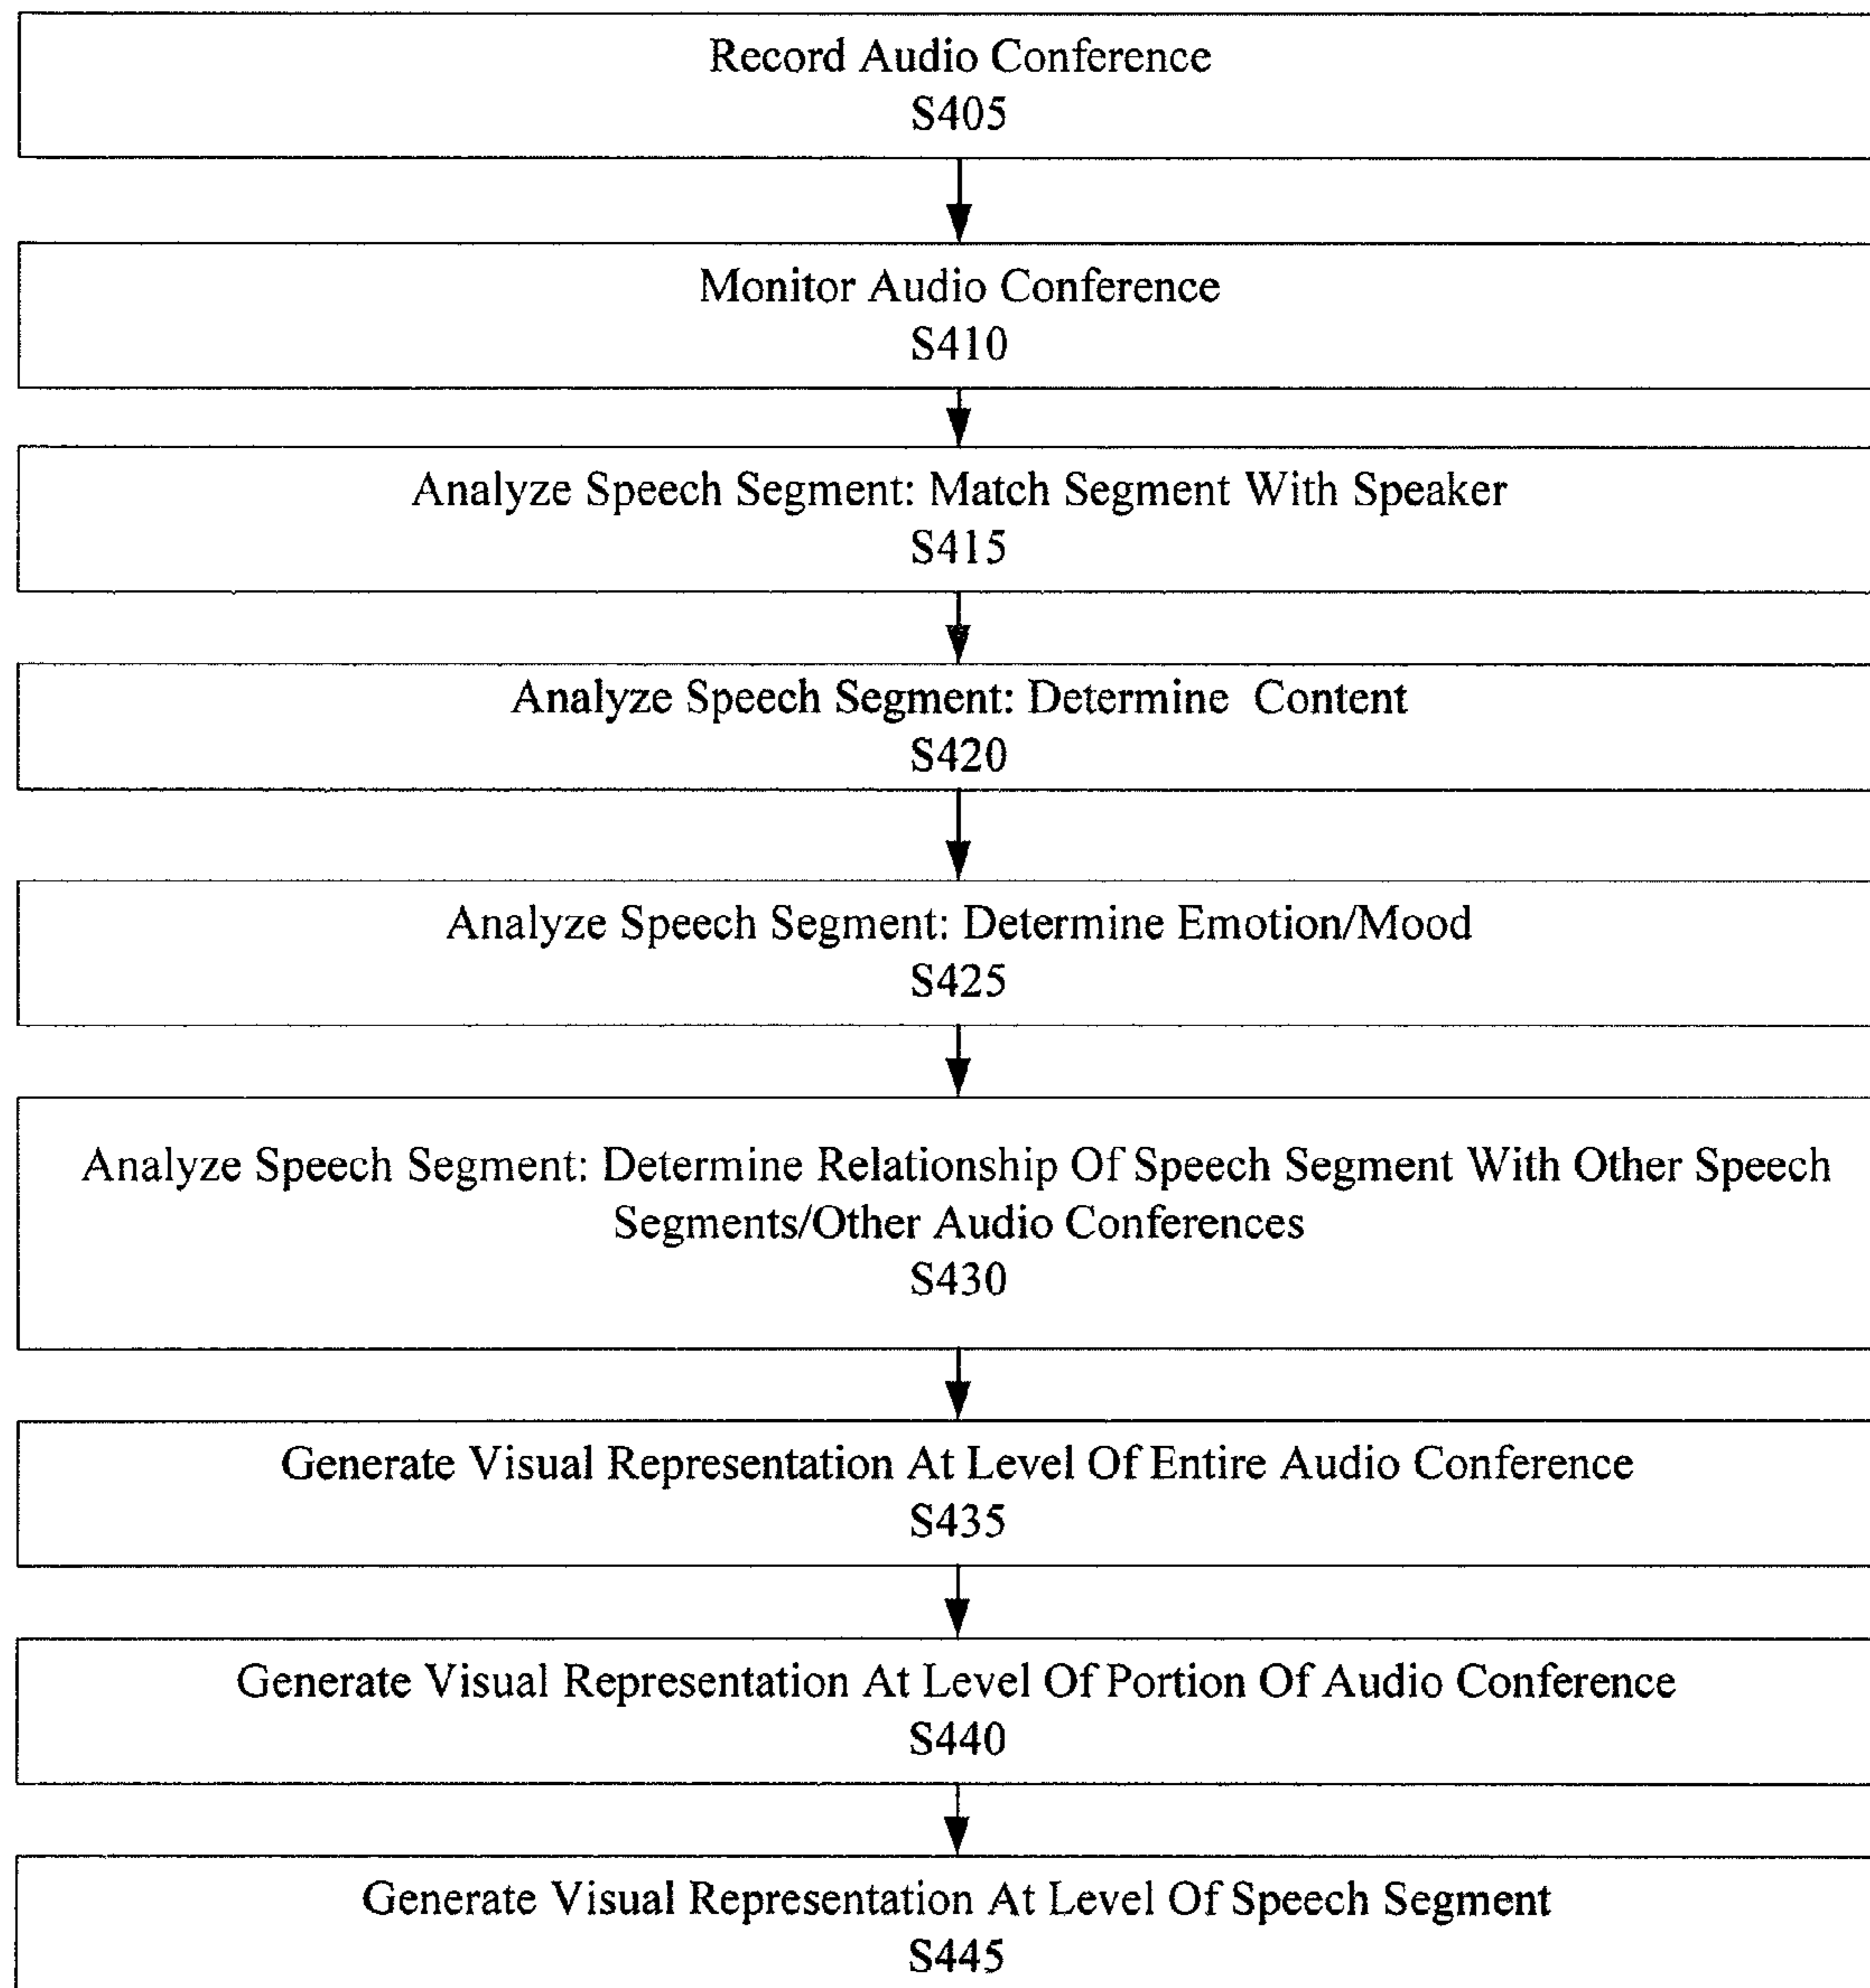 Record Audio Conference
S405
Monitor Audio Conference
S410
Analyze Speech Segment: Match Segment With Speaker
S415
Analyze Speech Segment: Determine Content
S420
Analyze Speech Segment: Determine Emotion/Mood
S425
Analyze Speech Segment: Determine Relationship Of Speech Segment With Other Speech
Segments/Other Audio Conferences
S430
Generate Visual Representation At Level Of Entire Audio Conference
S435
Generate Visual Representation At Level Of Portion Of Audio Conference
S440
Generate Visual Representation At Level Of Speech Segment
S445